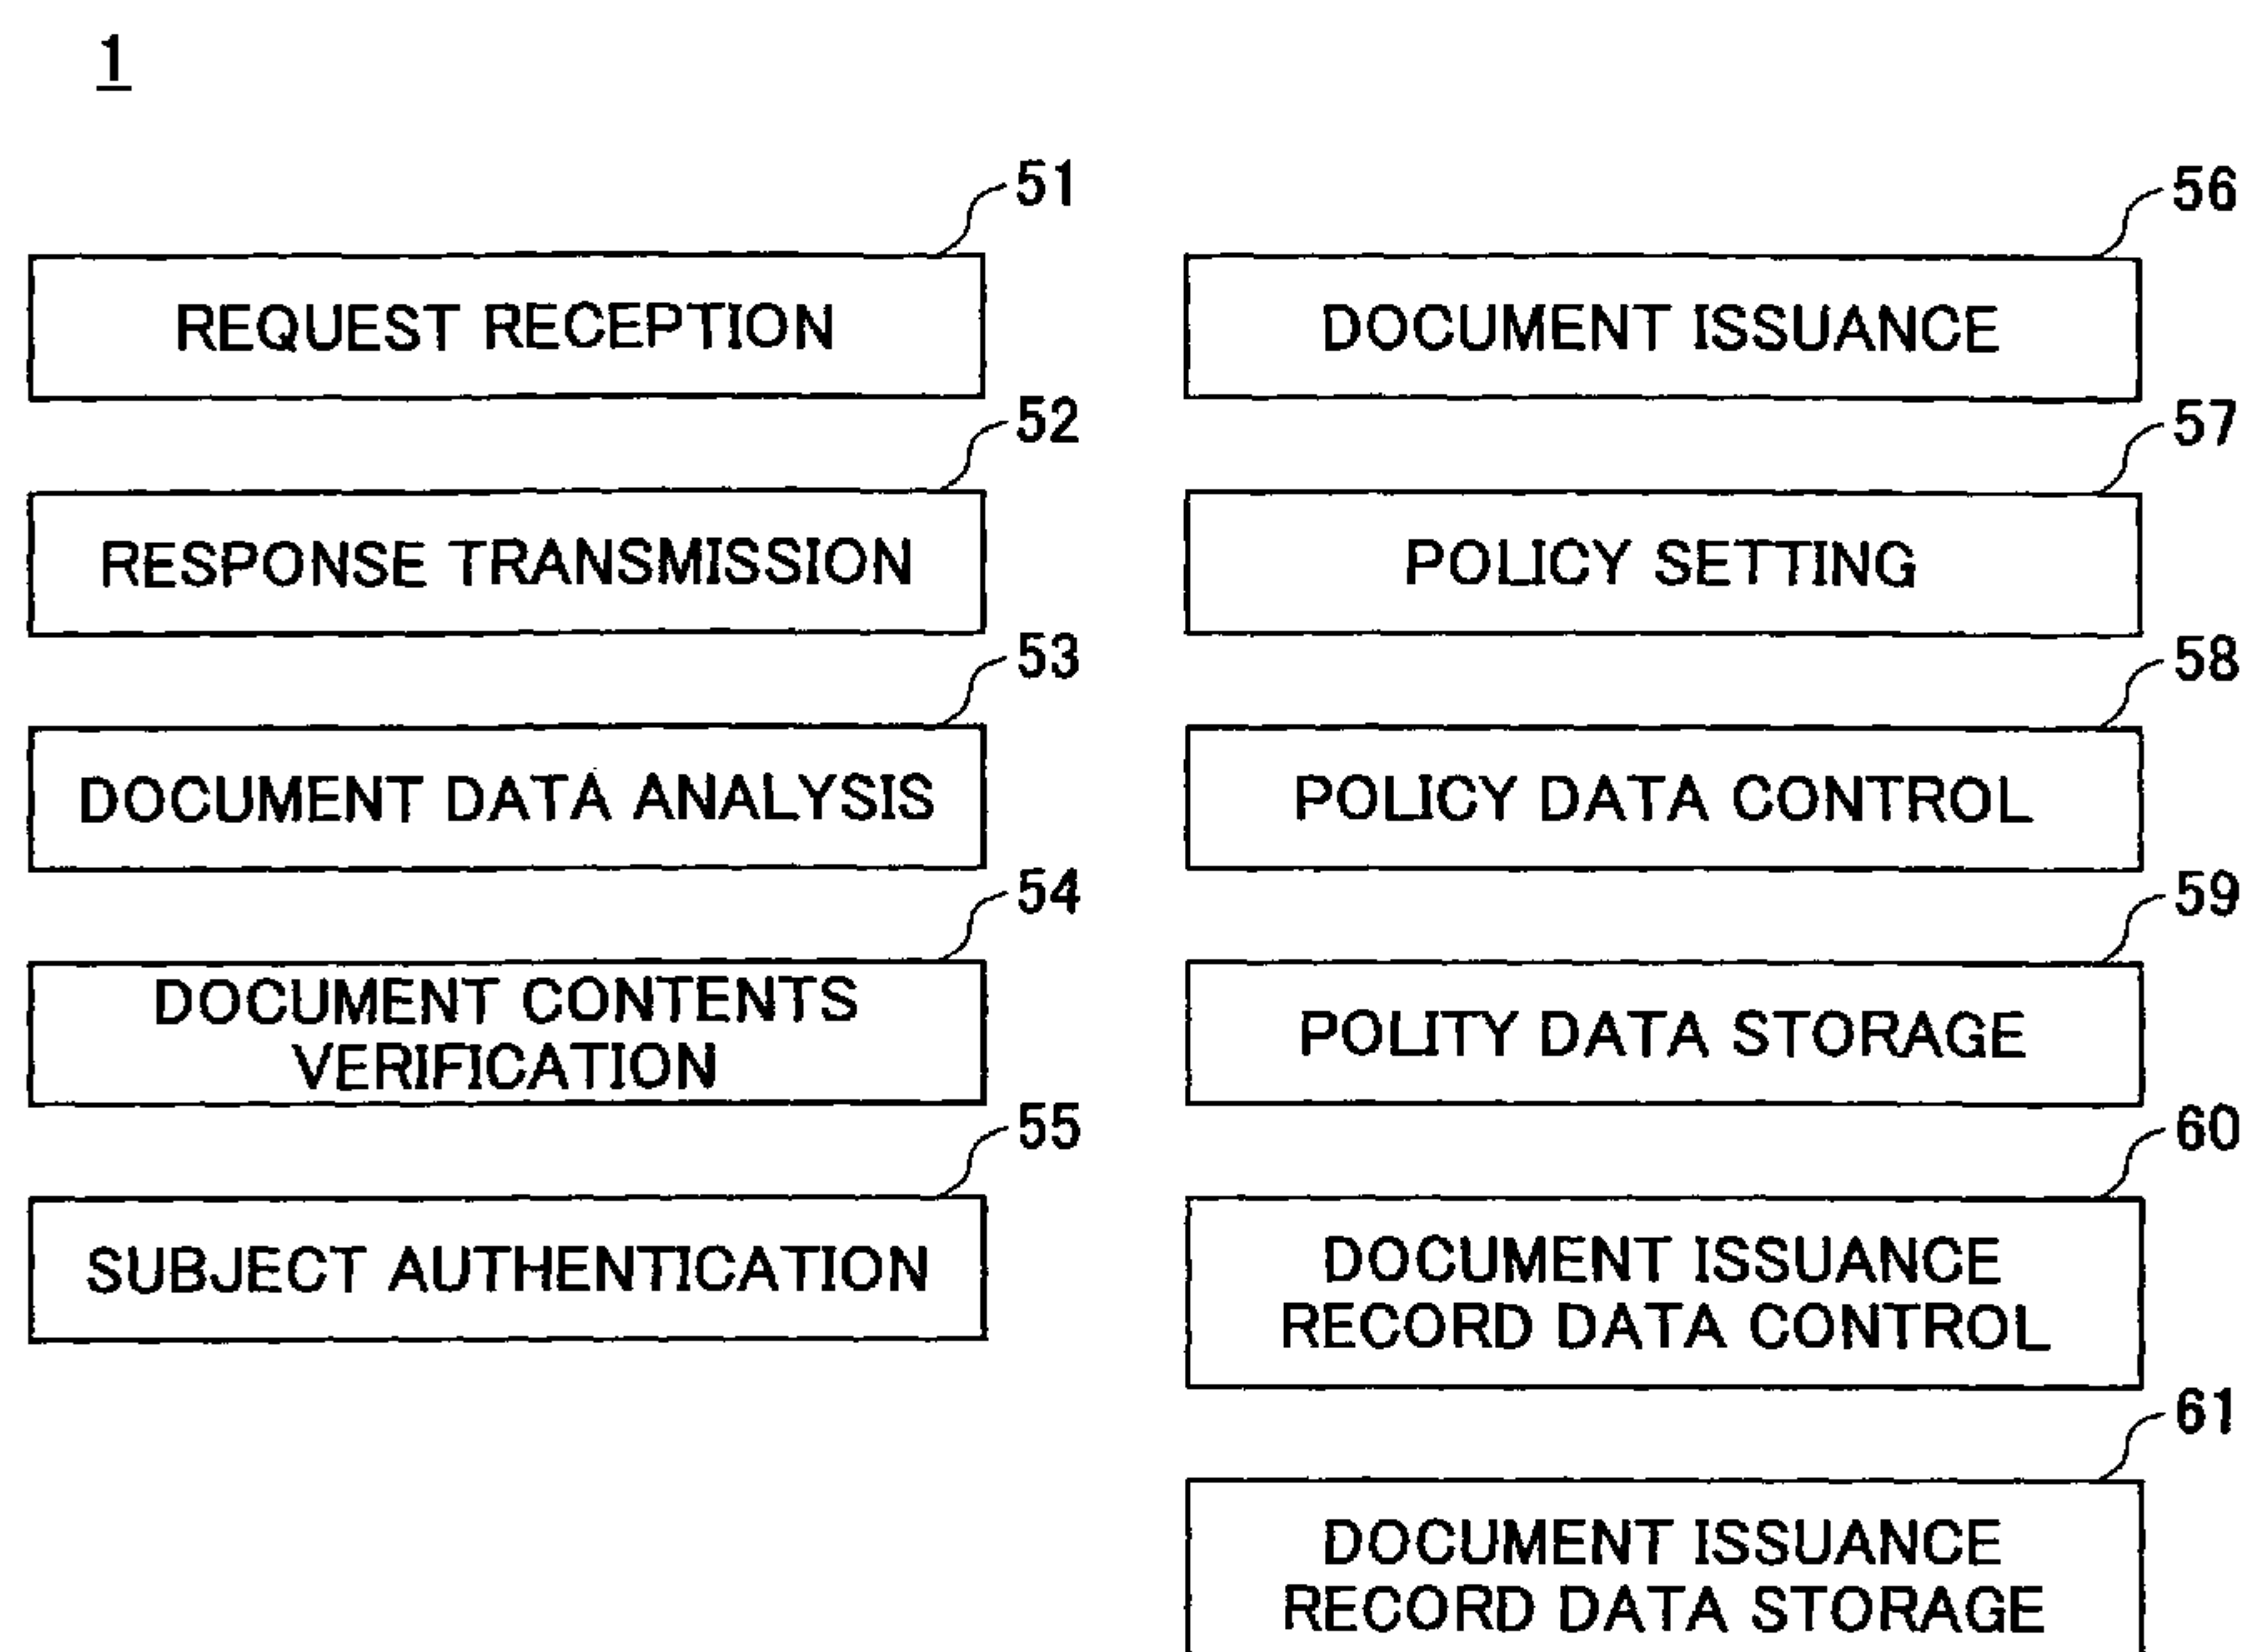 1
51
REQUEST RECEPTION
52
RESPONSE TRANSMISSION
53
DOCUMENT DATA ANALYSIS
54
DOCUMENT CONTENTS
VERIFICATION
55
SUBJECT AUTHENTICATION
56
DOCUMENT ISSUANCE
57
POLICY SETTING
58
POLICY DATA CONTROL
59
POLITY DATA STORAGE
60
DOCUMENT ISSUANCE
RECORD DATA CONTROL
61
DOCUMENT ISSUANCE
RECORD DATA STORAGE